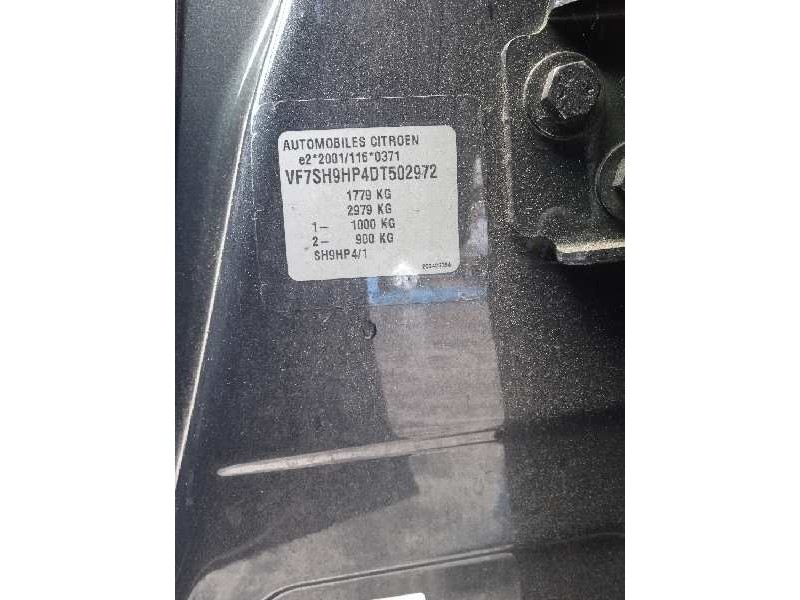 AUTOMOBILES CITROEN
e2*2001/116*0371
VF7SH9HP4DT502972
1779 KG
2979 KG
1- 1000 KG
2- 900 KG
SH9HP4/1